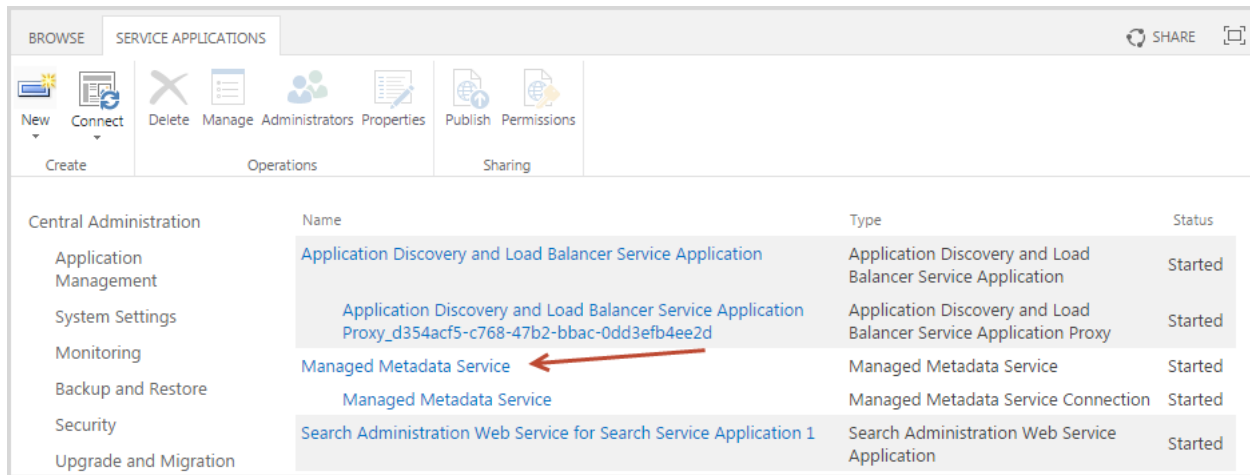 BROWSE
SERVICE APPLICATIONS
SHARE
New
Connect
Delete
Manage
Administrators
Properties
Publish
Permissions
Create
Operations
Sharing
Central Administration
Application
Management
System Settings
Monitoring
Backup and Restore
Security
Upgrade and Migration
Name
Type
Status
Application Discovery and Load Balancer Service Application
Application Discovery and Load
Balancer Service Application
Started
Application Discovery and Load Balancer Service Application
Proxy_d354acf5-c768-47b2-bbac-0dd3efb4ee2d
Application Discovery and Load
Balancer Service Application Proxy
Started
Managed Metadata Service
Managed Metadata Service
Started
Managed Metadata Service
Managed Metadata Service Connection
Started
Search Administration Web Service for Search Service Application 1
Search Administration Web Service
Application
Started